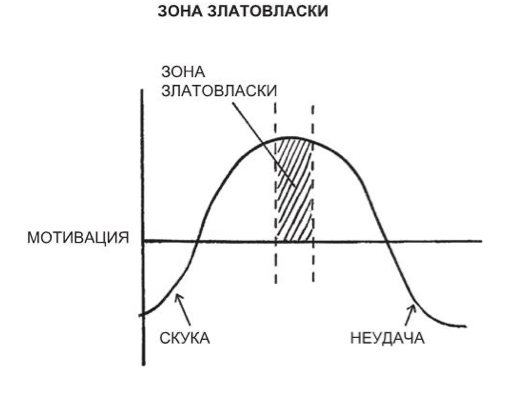 ЗОНА ЗЛАТОВЛАСКИ
ЗОНА
ЗЛАТОВЛАСКИ
МОТИВАЦИЯ
СКУКА
НЕУДАЧА